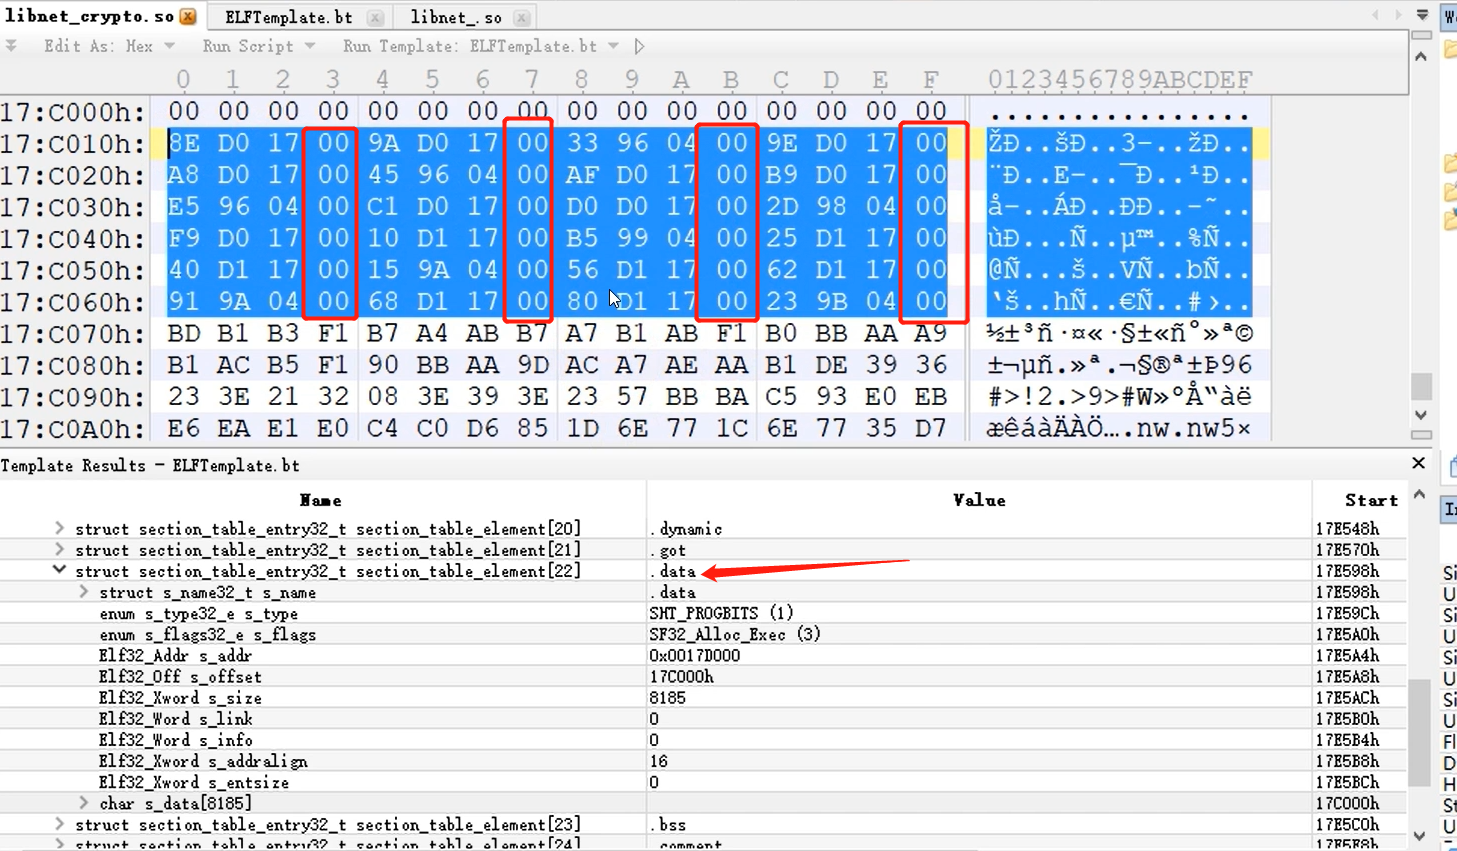 libnet_crypto.so ELFTemplate.bt libnet_.so
Edit As: Hex Run Script Run Template: ELFTemplate.bt
0 1 2 3 4 5 6 7 8 9 A B C D E F 0123456789ABCDEF
17:C000h: 00 00 00 00 00 00 00 00 00 00 00 00 00 00 00 00 ................
17:C010h: 8E D0 17 00 9A D0 17 00 33 96 04 00 9E D0 17 00 ŽÐ..šÐ..3–..žÐ..
17:C020h: A8 D0 17 00 45 96 04 00 AF D0 17 00 B9 D0 17 00 ¨Ð..E–..¯Ð..¹Ð..
17:C030h: E5 96 04 00 C1 D0 17 00 D0 D0 17 00 2D 98 04 00 å–..ÁÐ..ÐÐ..-˜..
17:C040h: F9 D0 17 00 10 D1 17 00 B5 99 04 00 25 D1 17 00 ùÐ...Ñ..µ™..%Ñ..
17:C050h: 40 D1 17 00 15 9A 04 00 56 D1 17 00 62 D1 17 00 @Ñ...š..VÑ..bÑ..
17:C060h: 91 9A 04 00 68 D1 17 00 80 D1 17 00 23 9B 04 00 ‘š..hÑ..€Ñ..#›..
17:C070h: BD B1 B3 F1 B7 A4 AB B7 A7 B1 AB F1 B0 BB AA A9 ½±³ñ·¤«·§±«ñ°»ª©
17:C080h: B1 AC B5 F1 90 BB AA 9D AC A7 AE AA B1 DE 39 36 ±¬µñ.»ª.¬§®ª±Þ96
17:C090h: 23 3E 21 32 08 3E 39 3E 23 57 BB BA C5 93 E0 EB #>!2.>9>#W»ºÅ“àë
17:C0A0h: E6 EA E1 E0 C4 C0 D6 85 1D 6E 77 1C 6E 77 35 D7 æêáàÄÀÖ….nw.nw5×
Template Results - ELFTemplate.bt
Name Value Start
struct section_table_entry32_t section_table_element[20] .dynamic 17E548h
struct section_table_entry32_t section_table_element[21] .got 17E570h
struct section_table_entry32_t section_table_element[22] .data 17E598h
struct s_name32_t s_name .data 17E598h
enum s_type32_e s_type SHT_PROGBITS (1) 17E59Ch
enum s_flags32_e s_flags SF32_Alloc_Exec (3) 17E5A0h
Elf32_Addr s_addr 0x0017D000 17E5A4h
Elf32_Off s_offset 17C000h 17E5A8h
Elf32_Xword s_size 8185 17E5ACh
Elf32_Word s_link 0 17E5B0h
Elf32_Word s_info 0 17E5B4h
Elf32_Xword s_addralign 16 17E5B8h
Elf32_Xword s_entsize 0 17E5BCh
char s_data[8185] 17C000h
struct section_table_entry32_t section_table_element[23] .bss 17E5C0h
struct section_table_entry32_t section_table_element[24] .comment 17E5E8h